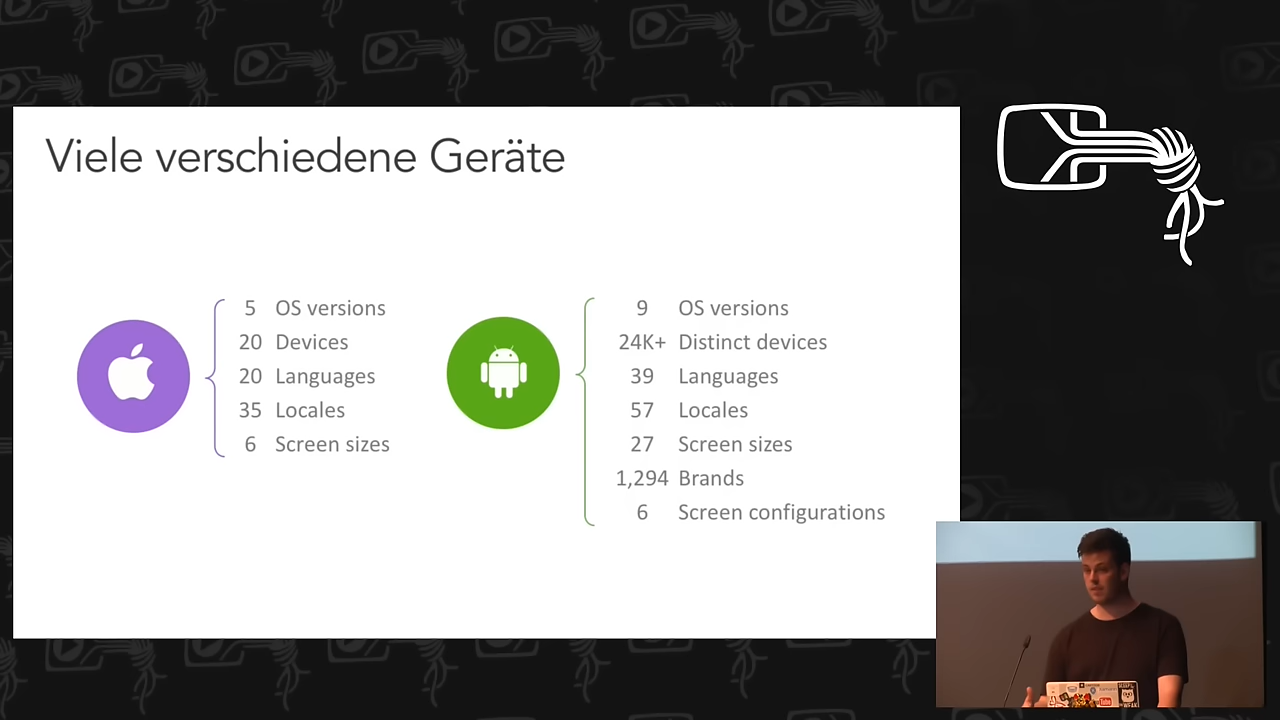 Viele verschiedene Geräte
5 OS versions
20 Devices
20 Languages
35 Locales
6 Screen sizes
9 OS versions
24K+ Distinct devices
39 Languages
57 Locales
27 Screen sizes
1,294 Brands
6 Screen configurations